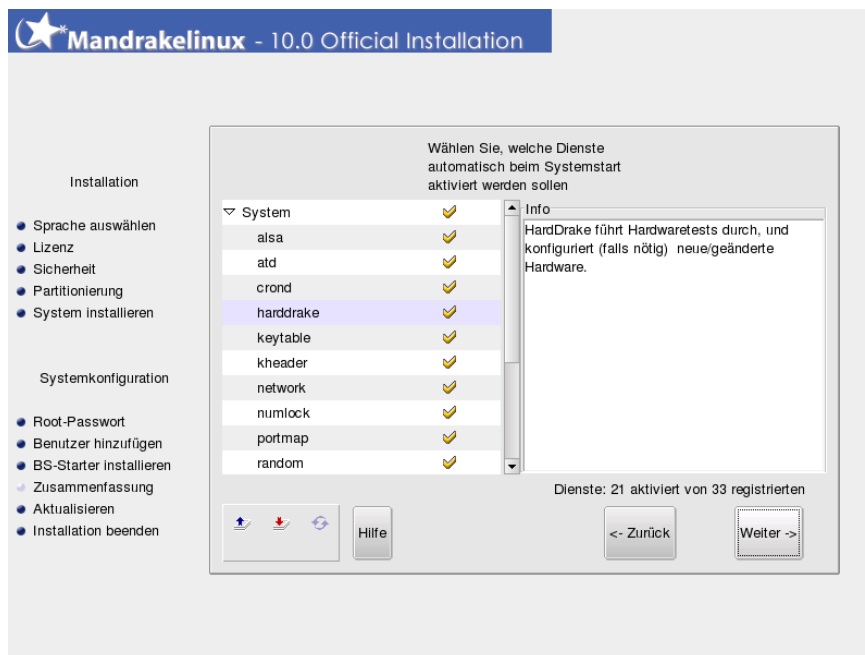 Mandrakelinux - 10.0 Official Installation
Installation
Sprache auswählen
Lizenz
Sicherheit
Partitionierung
System installieren
Systemkonfiguration
Root-Passwort
Benutzer hinzufügen
BS-Starter installieren
Zusammenfassung
Aktualisieren
Installation beenden
Wählen Sie, welche Dienste
automatisch beim Systemstart
aktiviert werden sollen
System
alsa
atd
crond
harddrake
keytable
kheader
network
numlock
portmap
random
Info
HardDrake führt Hardwaretests durch, und
konfiguriert (falls nötig) neue/geänderte
Hardware.
Dienste: 21 aktiviert von 33 registrierten
Hilfe
<- Zurück
Weiter ->